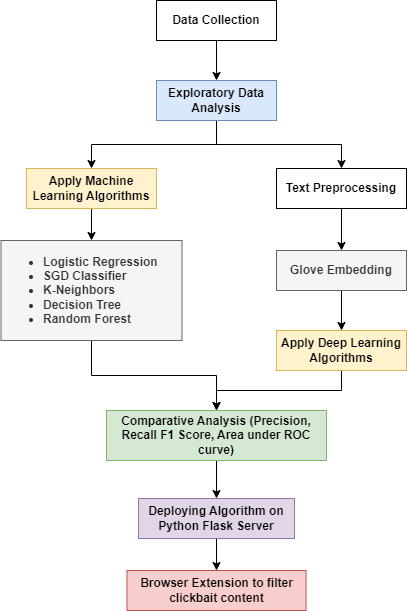 Data Collection
Exploratory Data
Analysis
Apply Machine
Learning Algorithms
Text Preprocessing
Logistic Regression
SGD Classifier
K-Neighbors
Decision Tree
Random Forest
Glove Embedding
Apply Deep Learning
Algorithms
Comparative Analysis (Precision,
Recall F1 Score, Area under ROC
curve)
Deploying Algorithm on
Python Flask Server
Browser Extension to filter
clickbait content